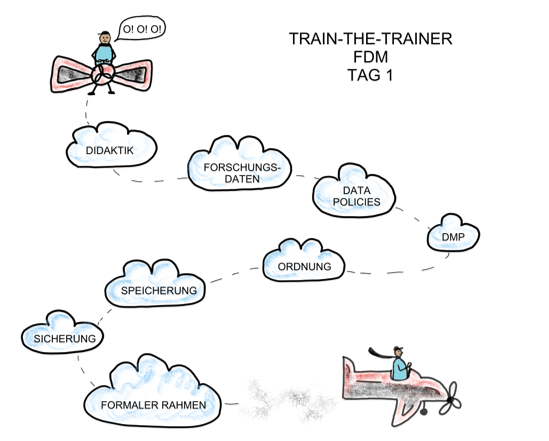 O! O! O!
TRAIN-THE-TRAINER
FDM
TAG 1
DIDAKTIK
FORSCHUNGS-
DATEN
DATA
POLICIES
DMP
ORDNUNG
SPEICHERUNG
SICHERUNG
FORMALER RAHMEN